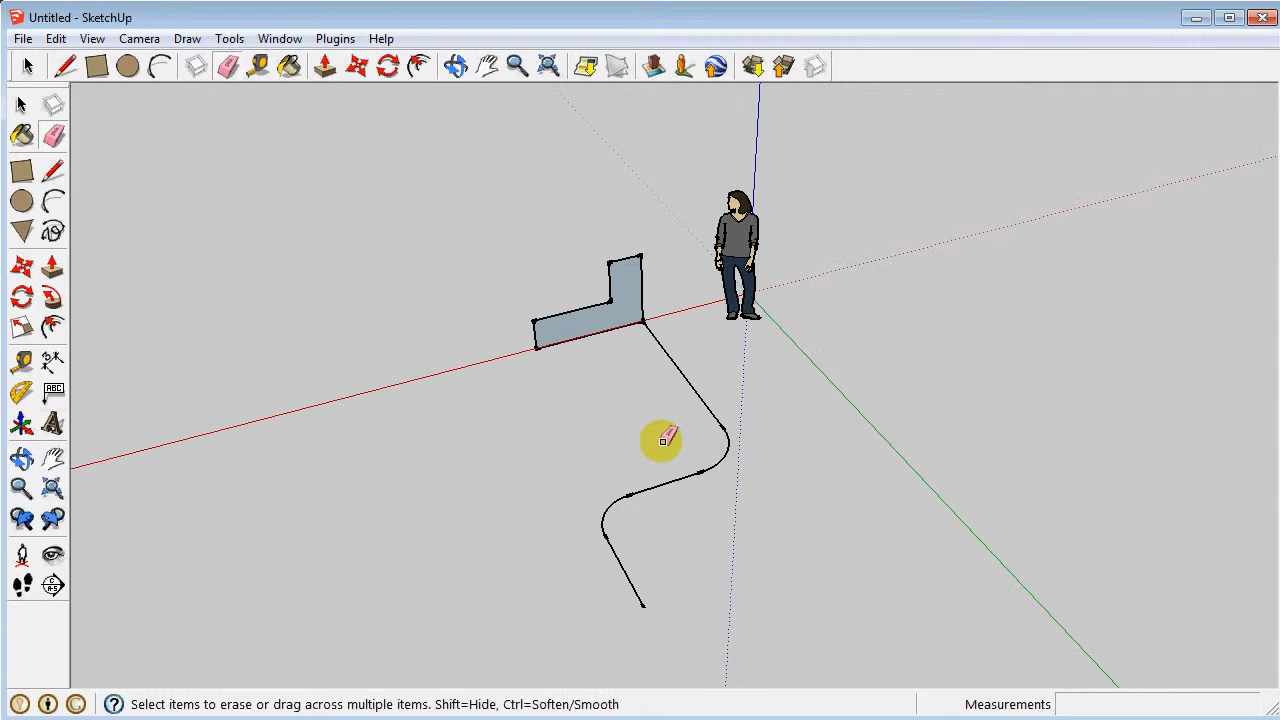 Untitled - SketchUp
File Edit View Camera Draw Tools Window Plugins Help
ABC
Select items to erase or drag across multiple items. Shift=Hide, Ctrl=Soften/Smooth
Measurements